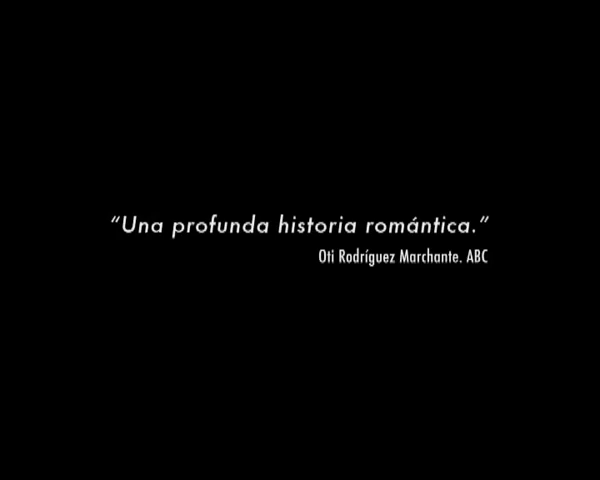 “Una profunda historia romántica.”
Oti Rodríguez Marchante. ABC